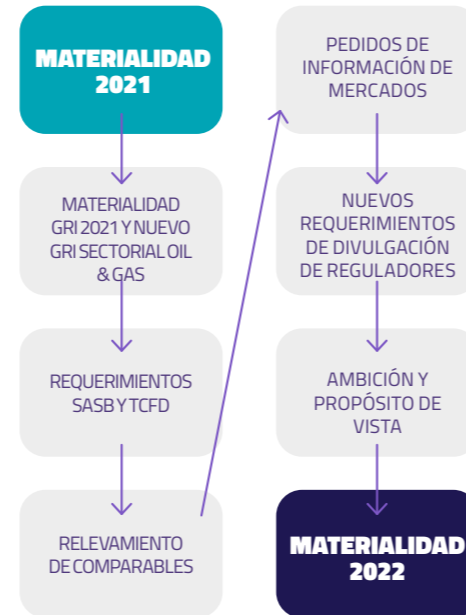 MATERIALIDAD
2021
MATERIALIDAD
GRI 2021 Y NUEVO
GRI SECTORIAL OIL
& GAS
REQUERIMIENTOS
SASB Y TCFD
RELEVAMIENTO
DE COMPARABLES
PEDIDOS DE
INFORMACIÓN DE
MERCADOS
NUEVOS
REQUERIMIENTOS
DE DIVULGACIÓN
DE REGULADORES
AMBICIÓN Y
PROPÓSITO DE
VISTA
MATERIALIDAD
2022